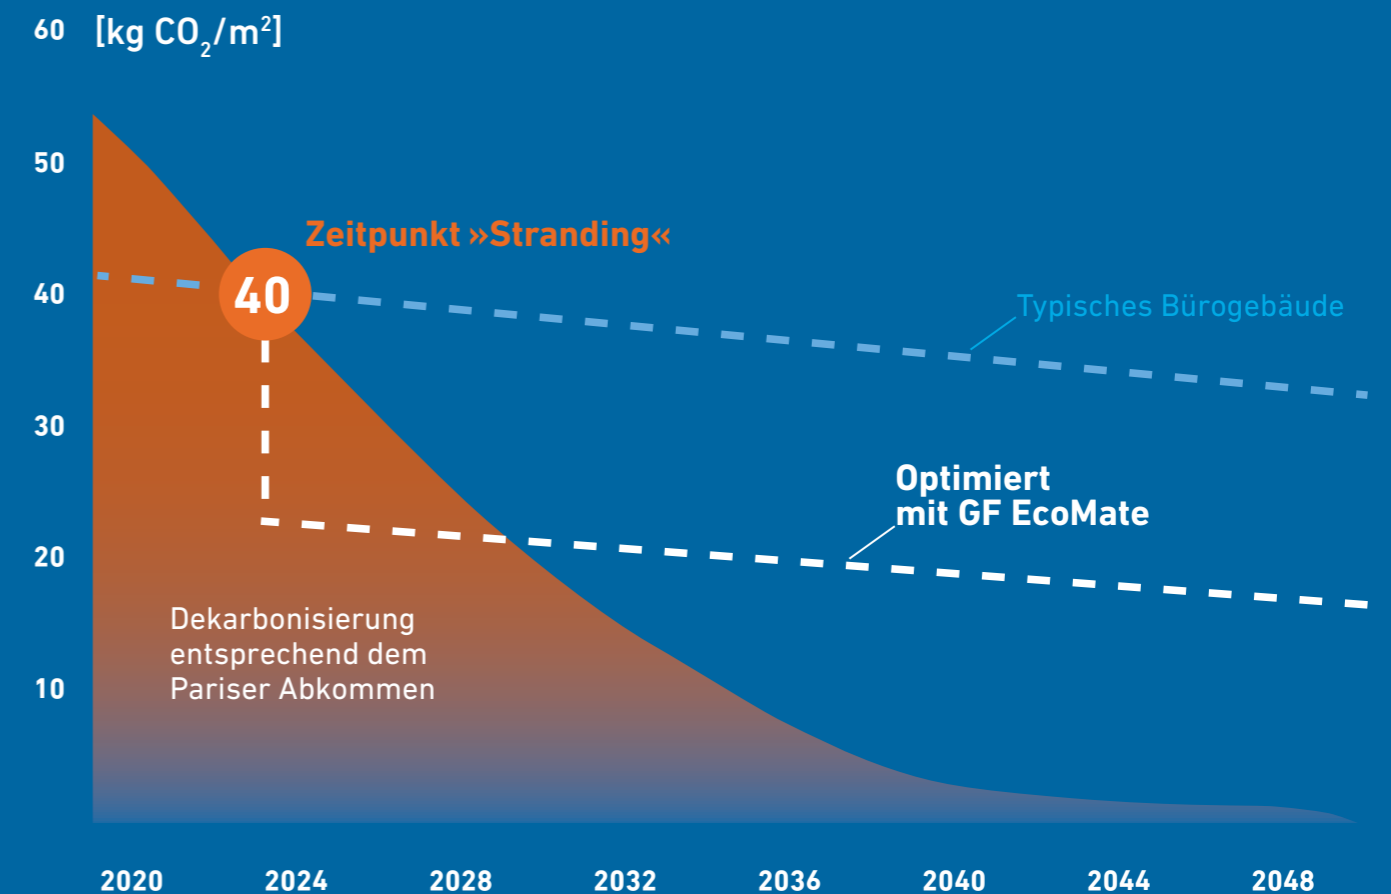 60 [kg CO₂/m²]
50
Zeitpunkt »Stranding«
40
40
Typisches Bürogebäude
30
Optimiert
mit GF EcoMate
20
Dekarbonisierung
entsprechend dem
Pariser Abkommen
10
2020 2024 2028 2032 2036 2040 2044 2048